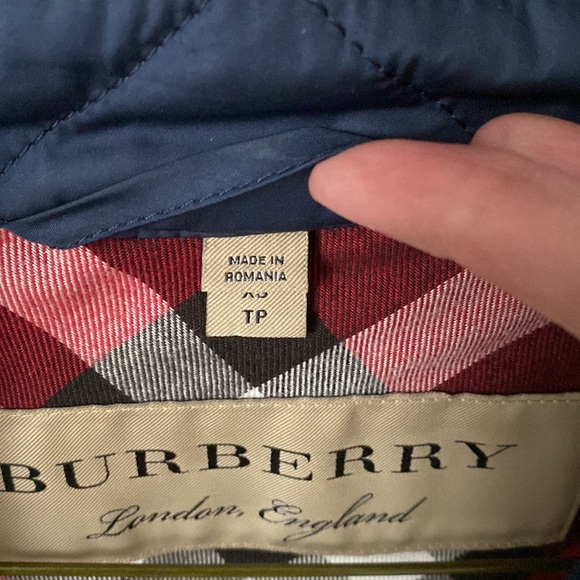 MADE IN
ROMANIA
XS
TP
BURBERRY
London, England